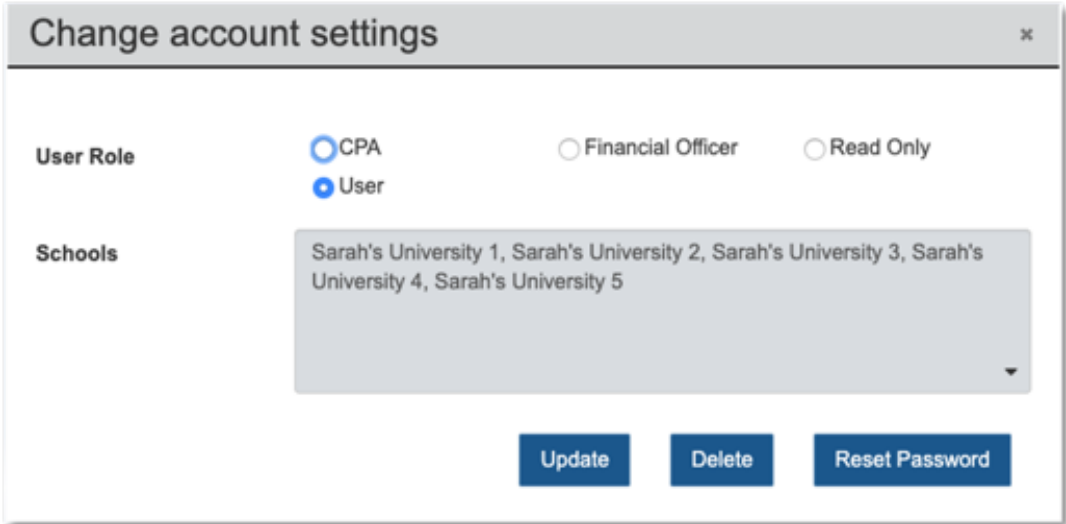 Change account settings
User Role
CPA
Financial Officer
Read Only
User
Schools
Sarah's University 1, Sarah's University 2, Sarah's University 3, Sarah's
University 4, Sarah's University 5
Update
Delete
Reset Password